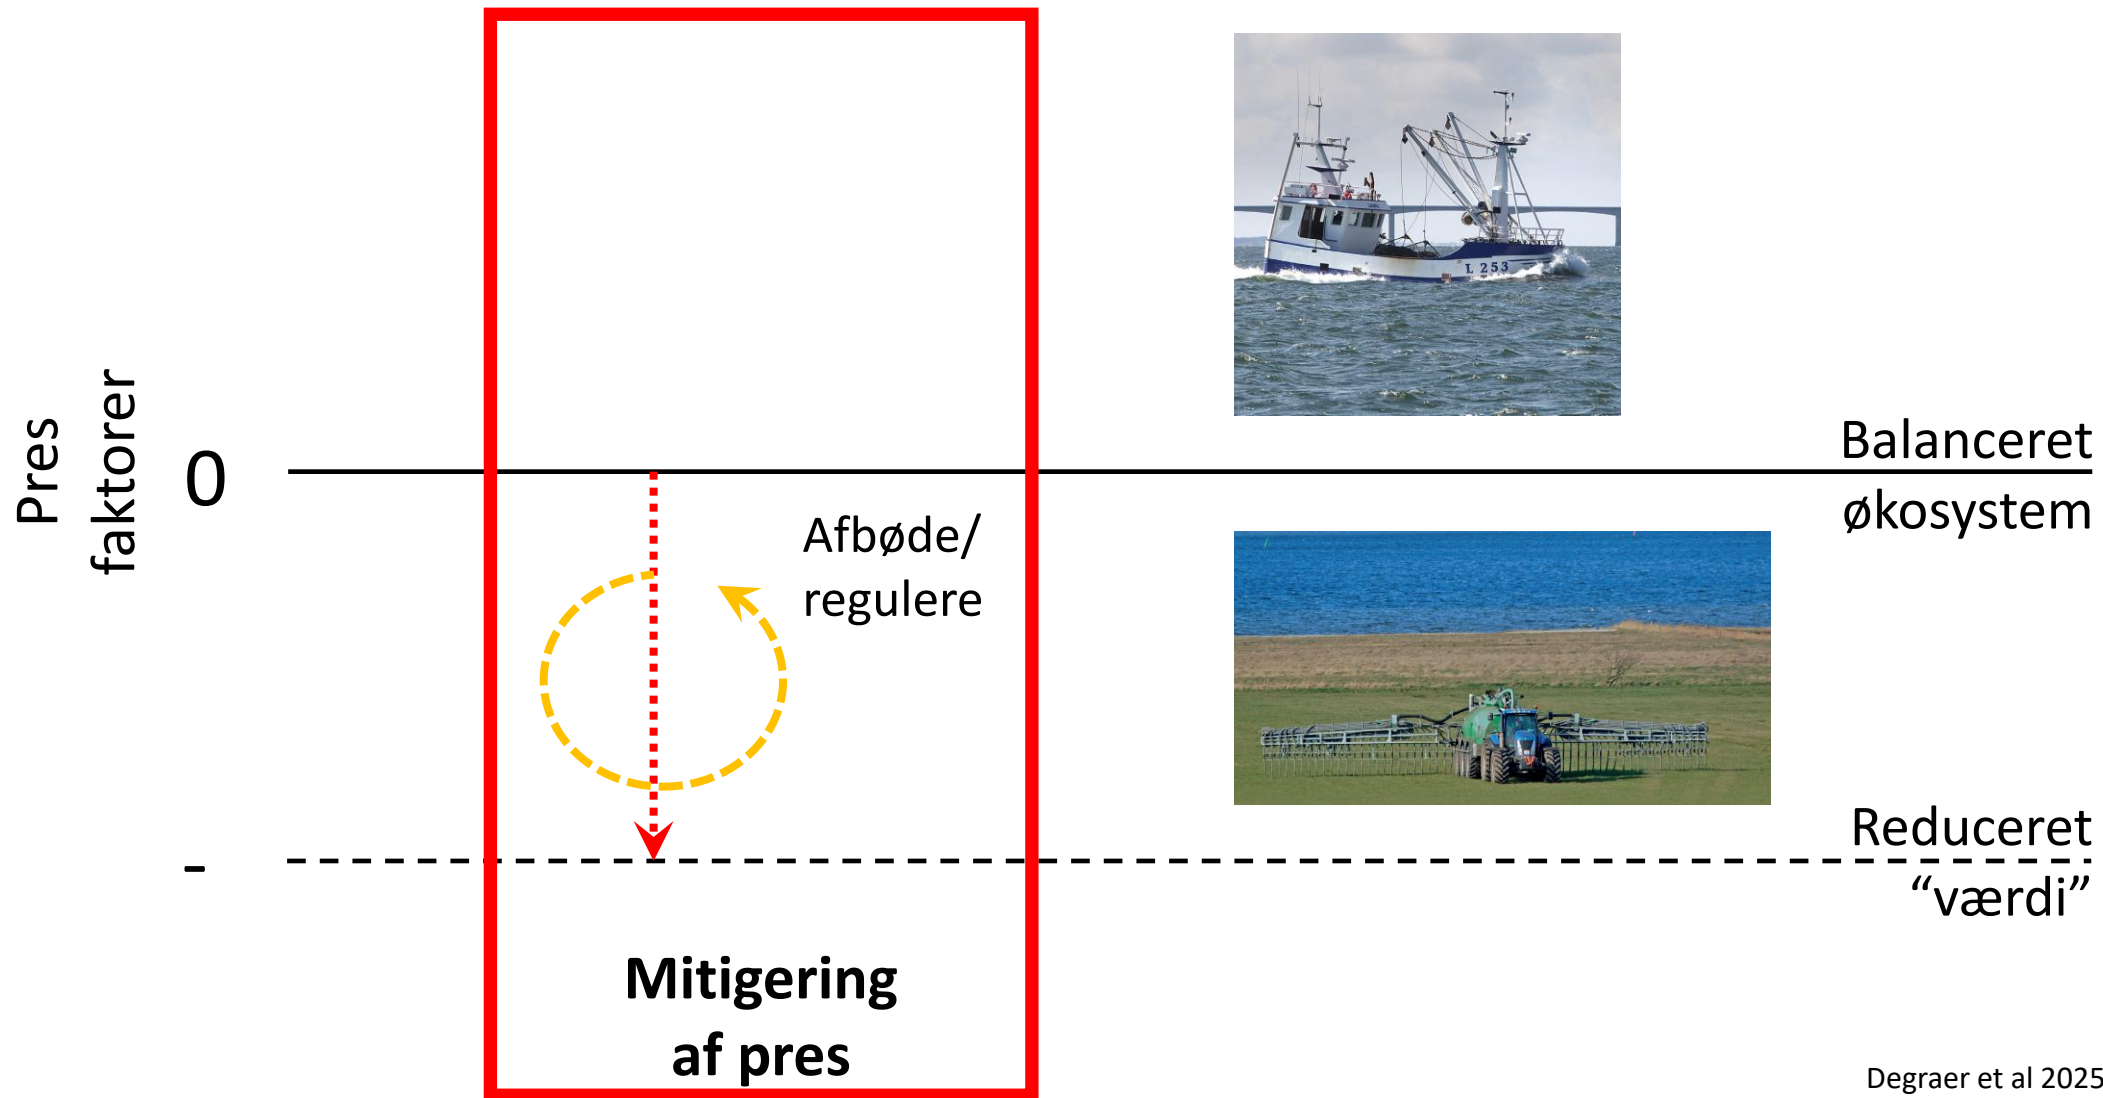 Pres
faktorer
0
Balanceret
økosystem
Afbøde/
regulere
L 253
-
Reduceret
“værdi”
Mitigering
af pres
Degraer et al 2025